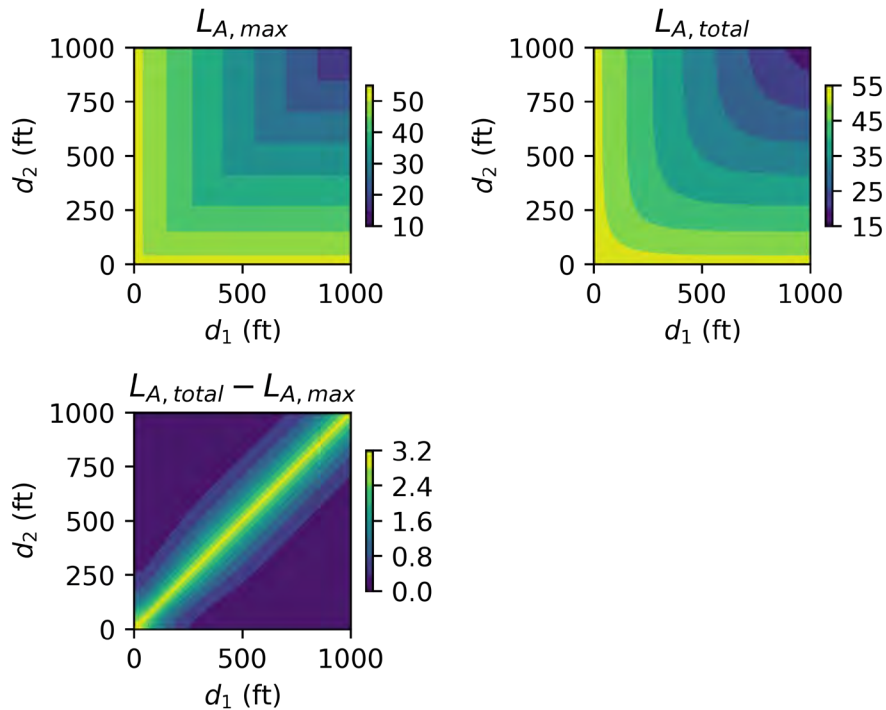 L_{A, max}
1000
750
500
250
0
d_2 (ft)
0 500 1000
d_1 (ft)
50
40
30
20
10
L_{A, total}
1000
750
500
250
0
d_2 (ft)
0 500 1000
d_1 (ft)
55
45
35
25
15
L_{A, total} − L_{A, max}
1000
750
500
250
0
d_2 (ft)
0 500 1000
d_1 (ft)
3.2
2.4
1.6
0.8
0.0